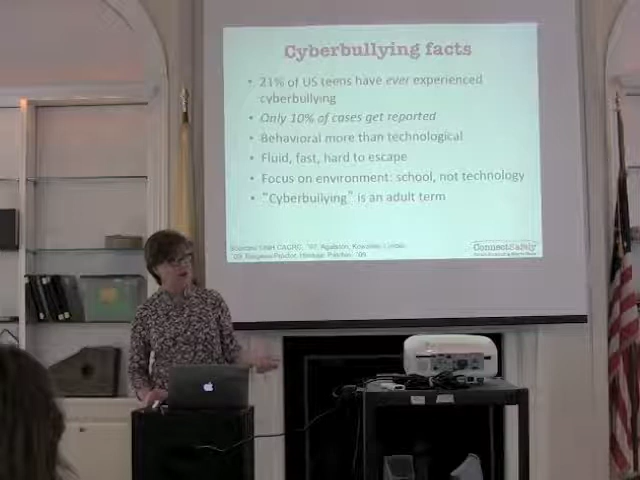 Cyberbullying facts
• 21% of US teens have ever experienced
cyberbullying
• Only 10% of cases get reported
• Behavioral more than technological
• Fluid, fast, hard to escape
• Focus on environment: school, not technology
• "Cyberbullying" is an adult term
ConnectSafely